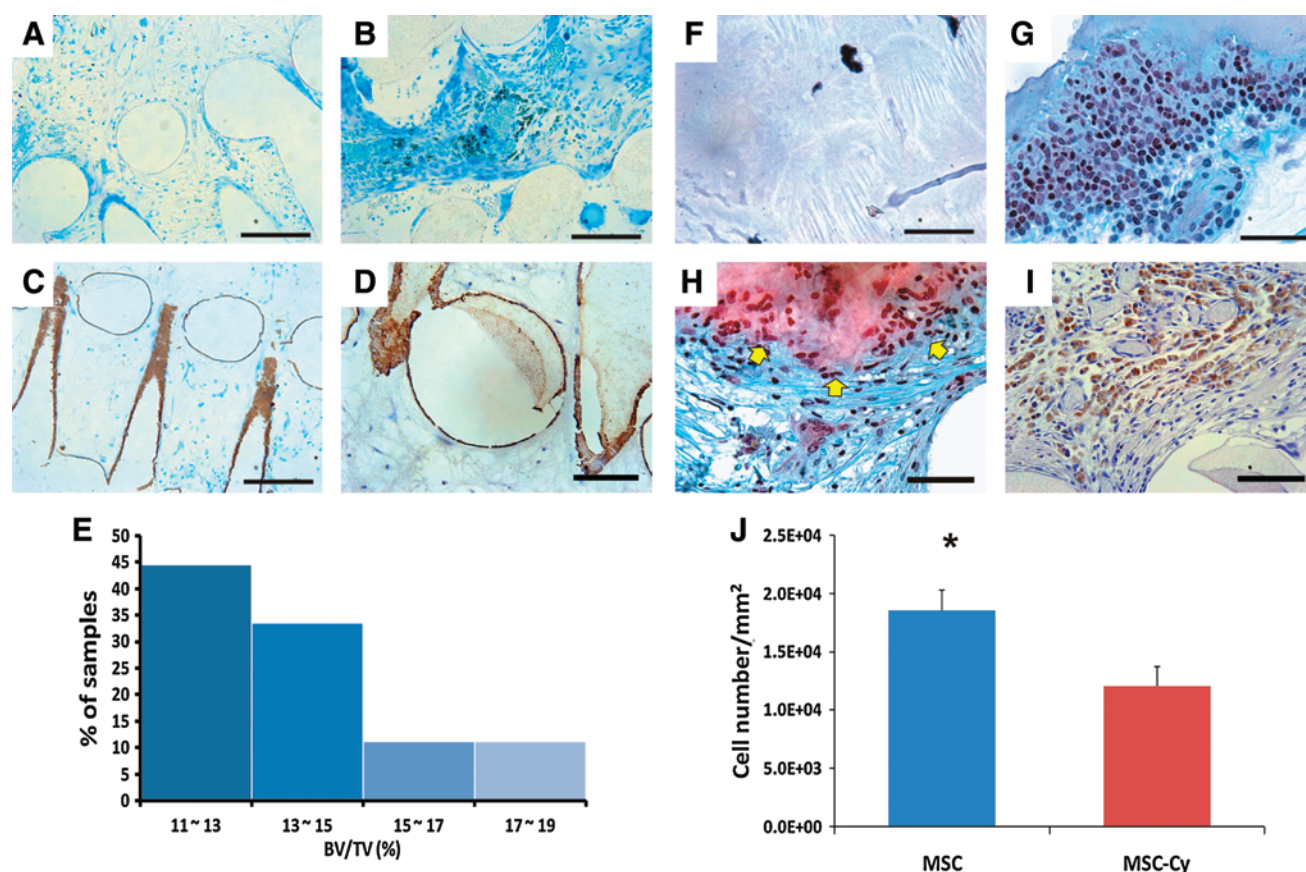 A
B
F
G
C
D
H
I
E
50
45
40
35
30
25
20
15
10
5
0
% of samples
11 ~ 13
13 ~ 15
15 ~ 17
17 ~ 19
BV/TV (%)
J
2.5E+04
2.0E+04
1.5E+04
1.0E+04
5.0E+03
0.0E+00
Cell number/mm²
*
MSC
MSC-Cy